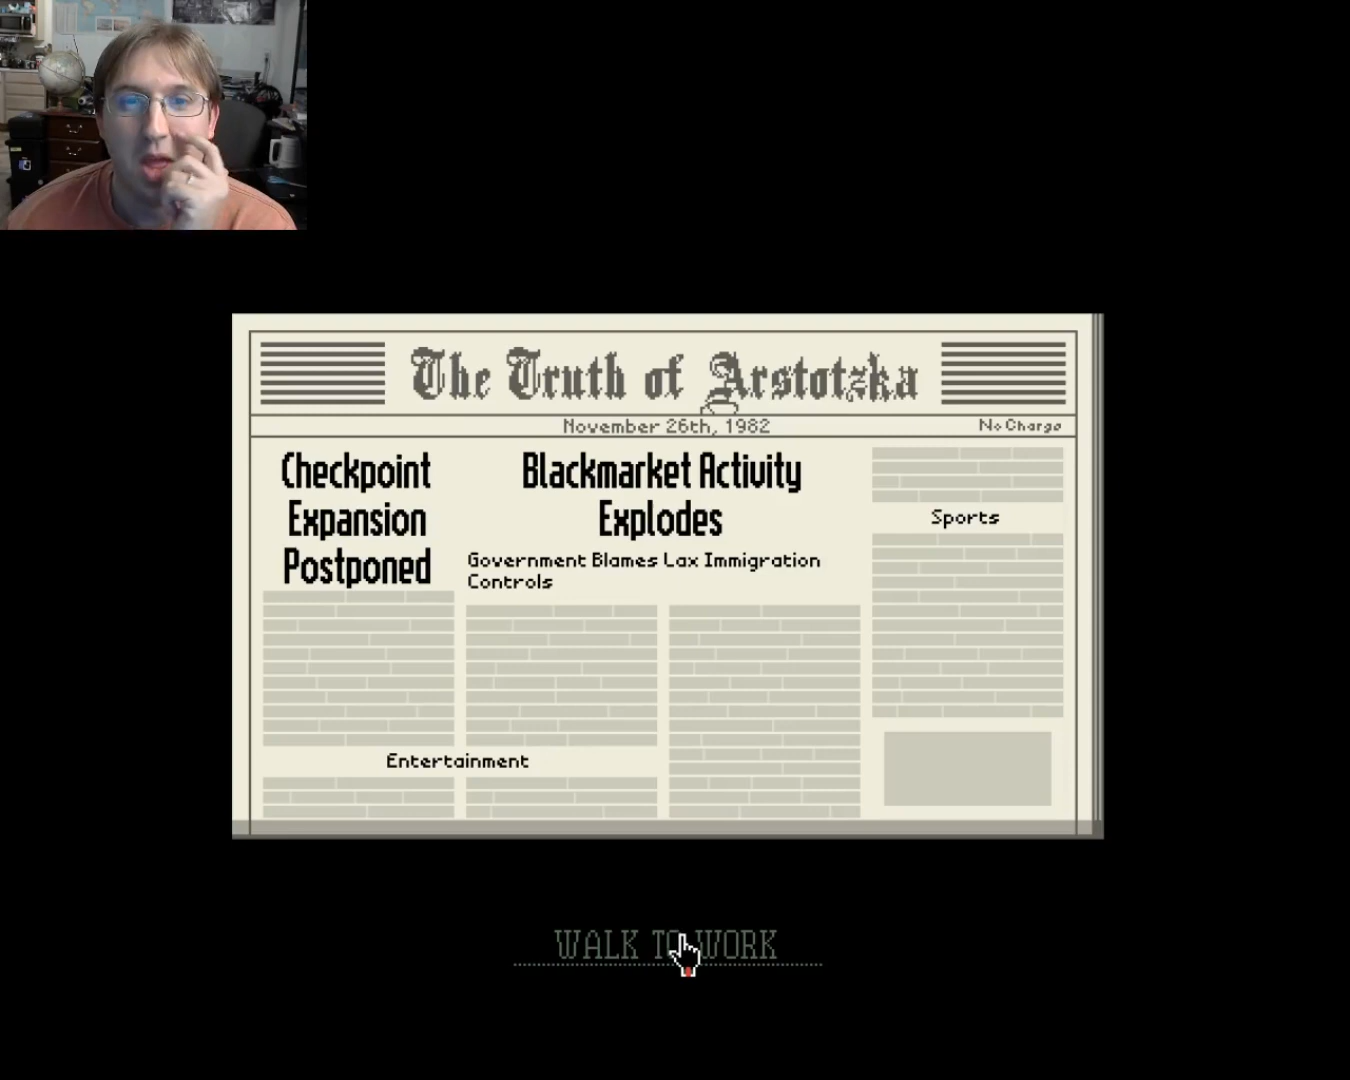 The Truth of Arstotzka
November 26th, 1982
No Charge
Checkpoint
Expansion
Postponed
Blackmarket Activity
Explodes
Government Blames Lax Immigration
Controls
Sports
Entertainment
WALK TO WORK